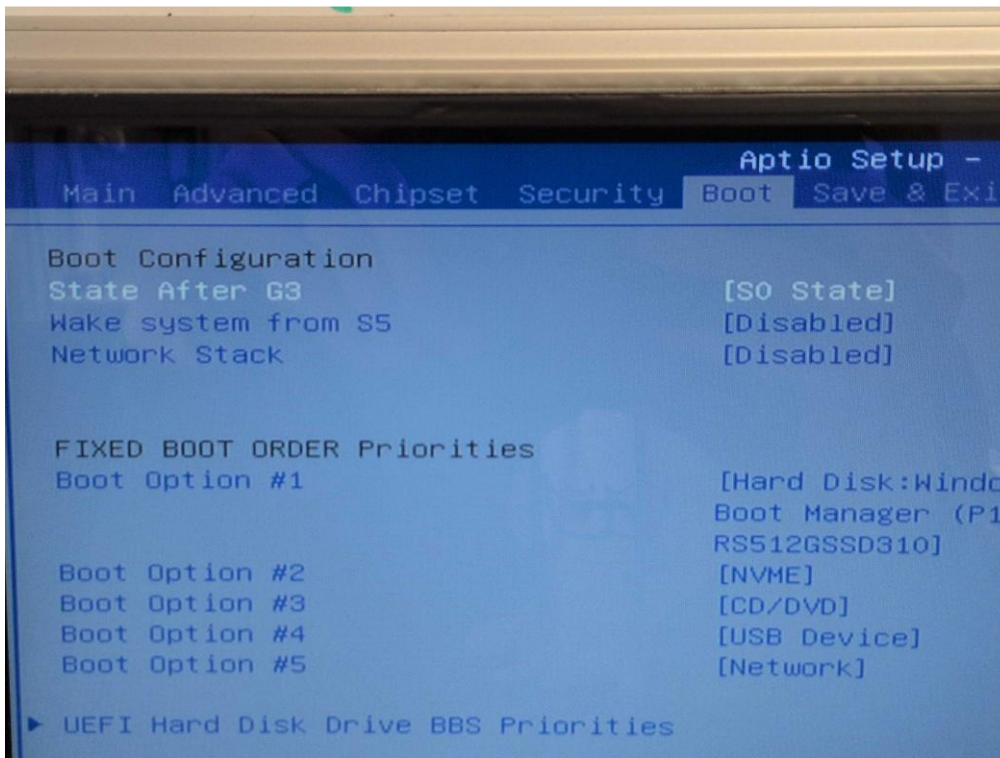 Aptio Setup -
Main Advanced Chipset Security Boot Save & Exi
Boot Configuration
State After G3 [S0 State]
Wake system from S5 [Disabled]
Network Stack [Disabled]
FIXED BOOT ORDER Priorities
Boot Option #1 [Hard Disk:Windo
Boot Manager (P1
RS512GSSD310]
Boot Option #2 [NVME]
Boot Option #3 [CD/DVD]
Boot Option #4 [USB Device]
Boot Option #5 [Network]
▶ UEFI Hard Disk Drive BBS Priorities